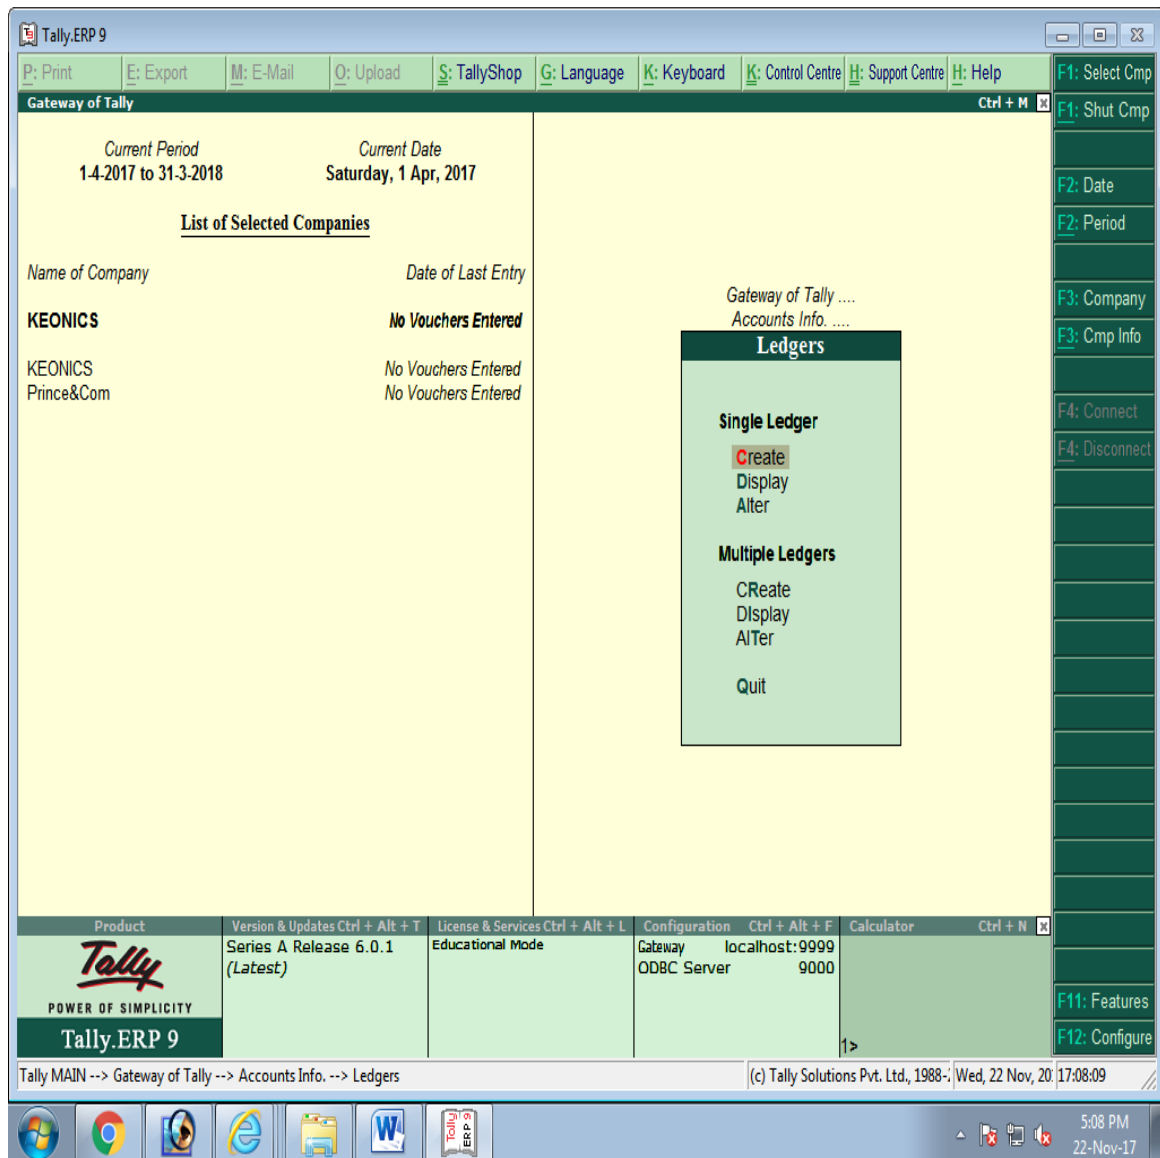 Tally.ERP 9
P: Print E: Export M: E-Mail O: Upload S: TallyShop G: Language K: Keyboard K: Control Centre H: Support Centre H: Help
Gateway of Tally Ctrl + M
Current Period Current Date
1-4-2017 to 31-3-2018 Saturday, 1 Apr, 2017
List of Selected Companies
Name of Company Date of Last Entry
KEONICS No Vouchers Entered
KEONICS No Vouchers Entered
Prince&Com No Vouchers Entered
Gateway of Tally ....
Accounts Info. ....
Ledgers
Single Ledger
Create
Display
Alter
Multiple Ledgers
CReate
DIsplay
AlTer
Quit
F1: Select Cmp
F1: Shut Cmp
F2: Date
F2: Period
F3: Company
F3: Cmp Info
F4: Connect
F4: Disconnect
F11: Features
F12: Configure
Product
Tally
POWER OF SIMPLICITY
Tally.ERP 9
Version & Updates Ctrl + Alt + T
Series A Release 6.0.1
(Latest)
License & Services Ctrl + Alt + L
Educational Mode
Configuration Ctrl + Alt + F
Gateway localhost:9999
ODBC Server 9000
Calculator Ctrl + N
1>
Tally MAIN --> Gateway of Tally --> Accounts Info. --> Ledgers (c) Tally Solutions Pvt. Ltd., 1988- Wed, 22 Nov, 20 17:08:09
Tally
ERP 9
5:08 PM
22-Nov-17